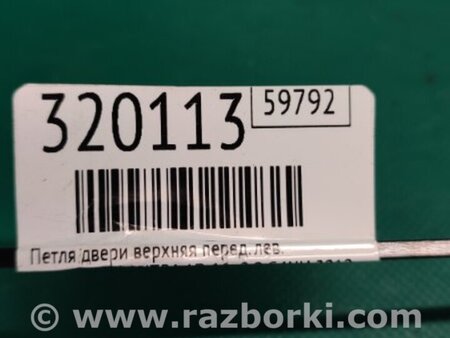 320113
59792
Петля двери верхняя перед. лев.
© www.razborki.com